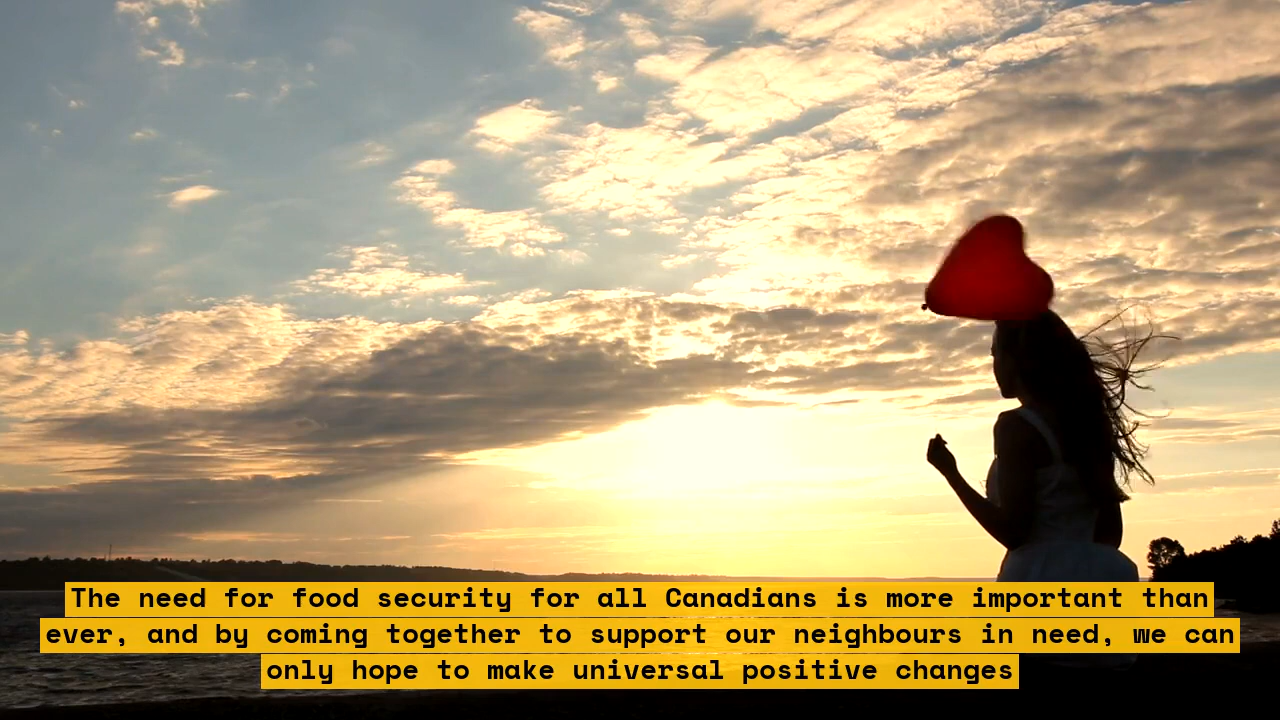 The need for food security for all Canadians is more important than
ever, and by coming together to support our neighbours in need, we can
only hope to make universal positive changes